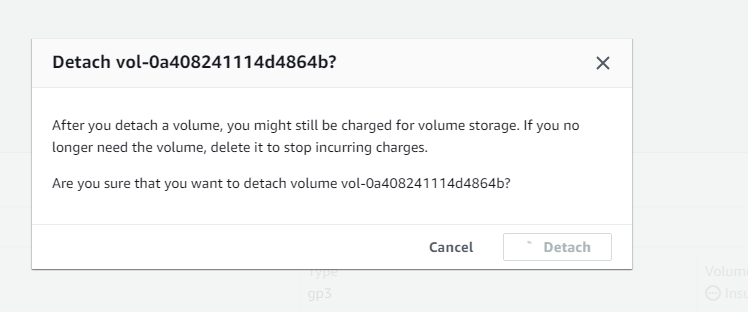 Detach vol-0a408241114d4864b?
After you detach a volume, you might still be charged for volume storage. If you no
longer need the volume, delete it to stop incurring charges.
Are you sure that you want to detach volume vol-0a408241114d4864b?
Cancel
Detach
Type
Volum
gp3
Insu